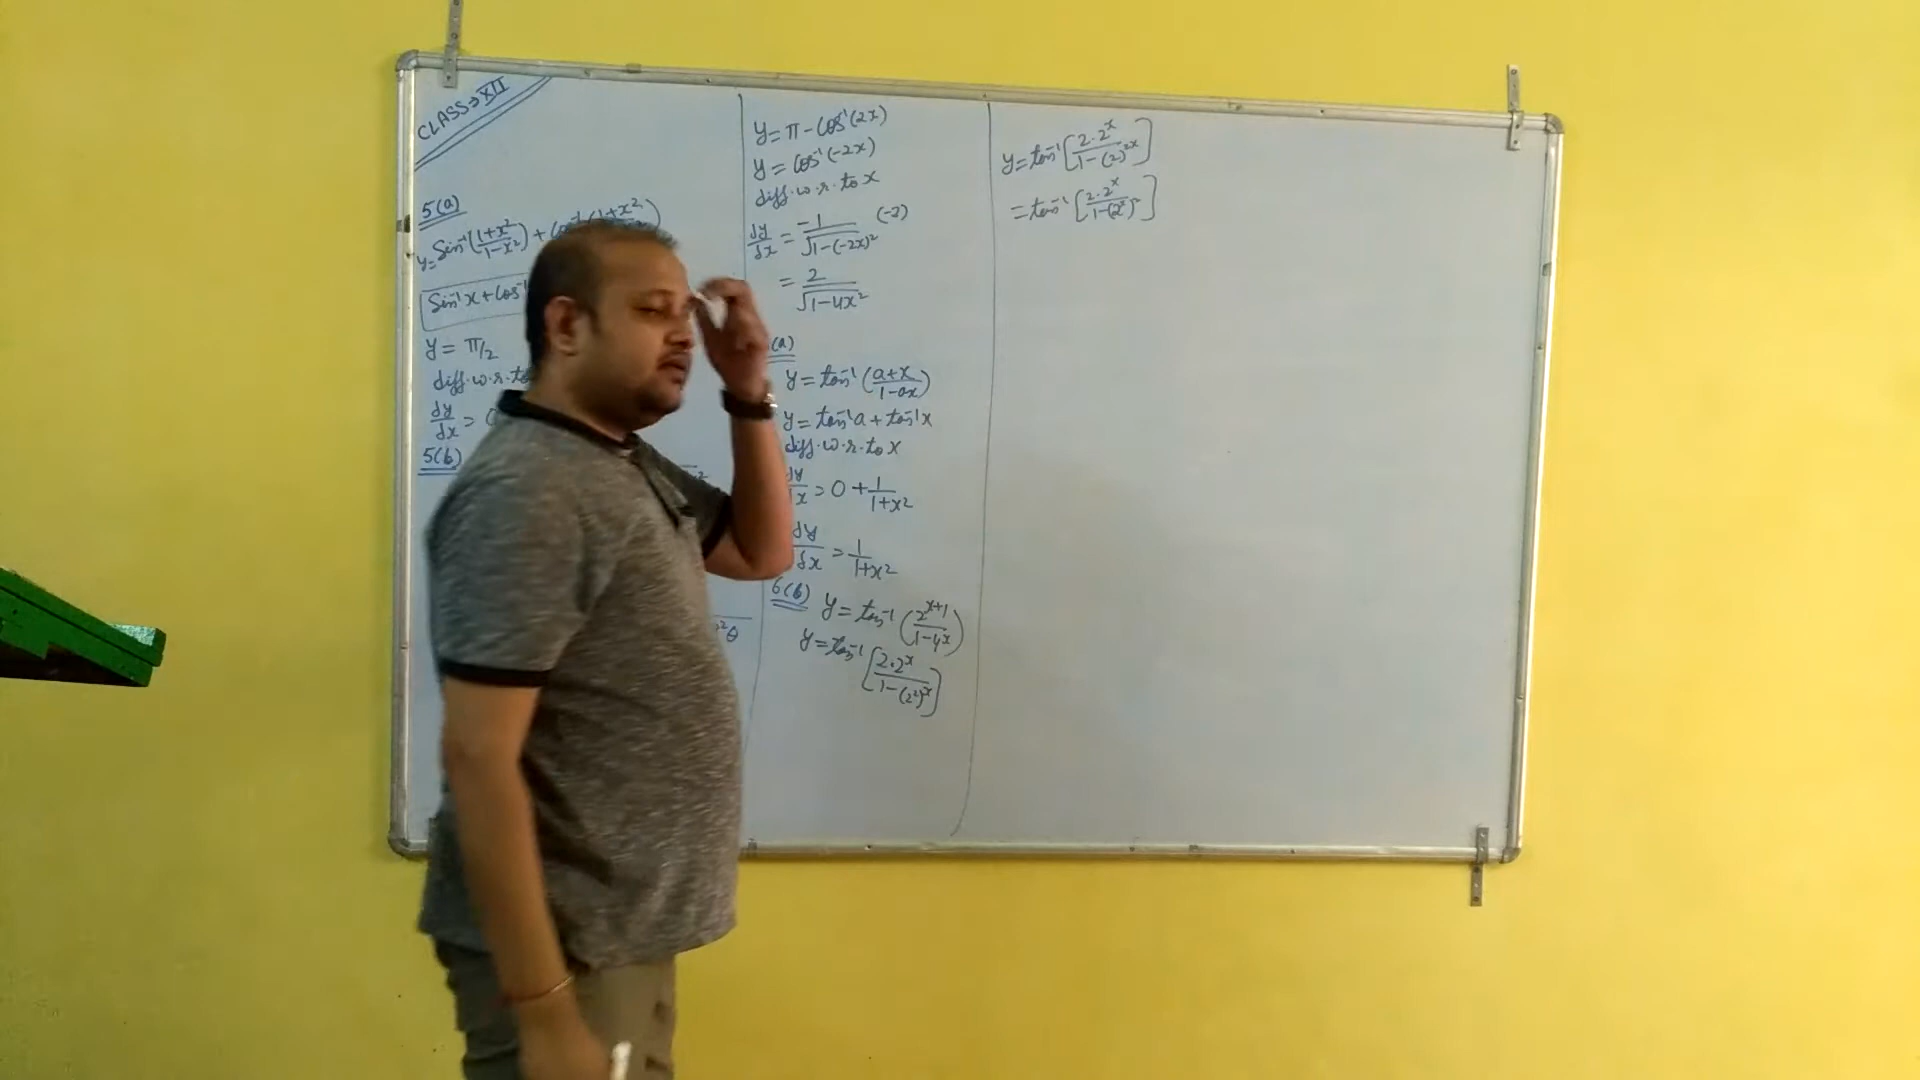 CLASS→XII
5(a)
y=Sin⁻¹(1+x²/1-x²) + Cos⁻¹(1+x²
Sin⁻¹x + Cos⁻¹
y = π/2
diff.w.r.to
dy/dx = 0
5(b)
y = π - Cos⁻¹(2x)
y = Cos⁻¹(-2x)
diff.w.r.to x
dy/dx = -1/√1-(-2x)² (-2)
= 2/√1-4x²
(a)
y = tan⁻¹(a+x/1-ax)
y = tan⁻¹a + tan⁻¹x
diff.w.r.to x
dy/dx = 0 + 1/1+x²
dy/dx = 1/1+x²
6(b) y = tan⁻¹(2ˣ⁺¹/1-4ˣ)
y = tan⁻¹[2.2ˣ/1-(2²)ˣ]
y = tan⁻¹[2.2ˣ/1-(2)²ˣ]
= tan⁻¹[2.2ˣ/1-(2ˣ)²]